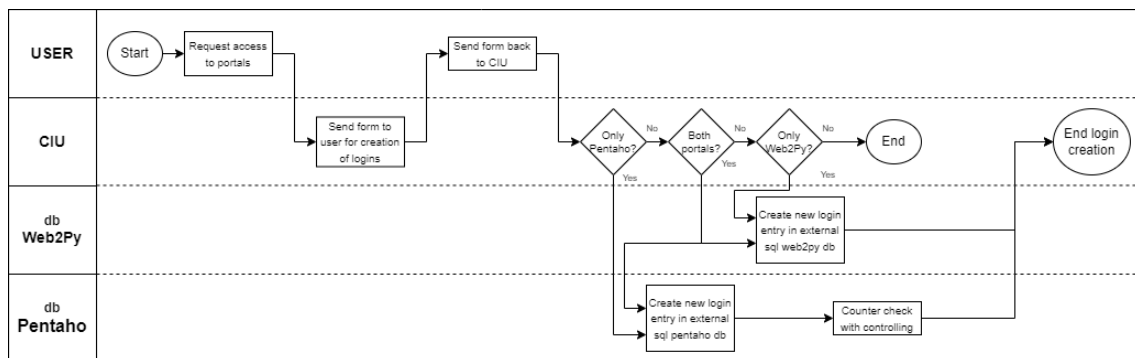 USER
Start
Request access
to portals
Send form back
to CIU
CIU
Send form to
user for creation
of logins
Only
Pentaho?
No
Yes
Both
portals?
No
Yes
Only
Web2Py?
No
Yes
End
End login
creation
db
Web2Py
Create new login
entry in external
sql web2py db
db
Pentaho
Create new login
entry in external
sql pentaho db
Counter check
with controlling